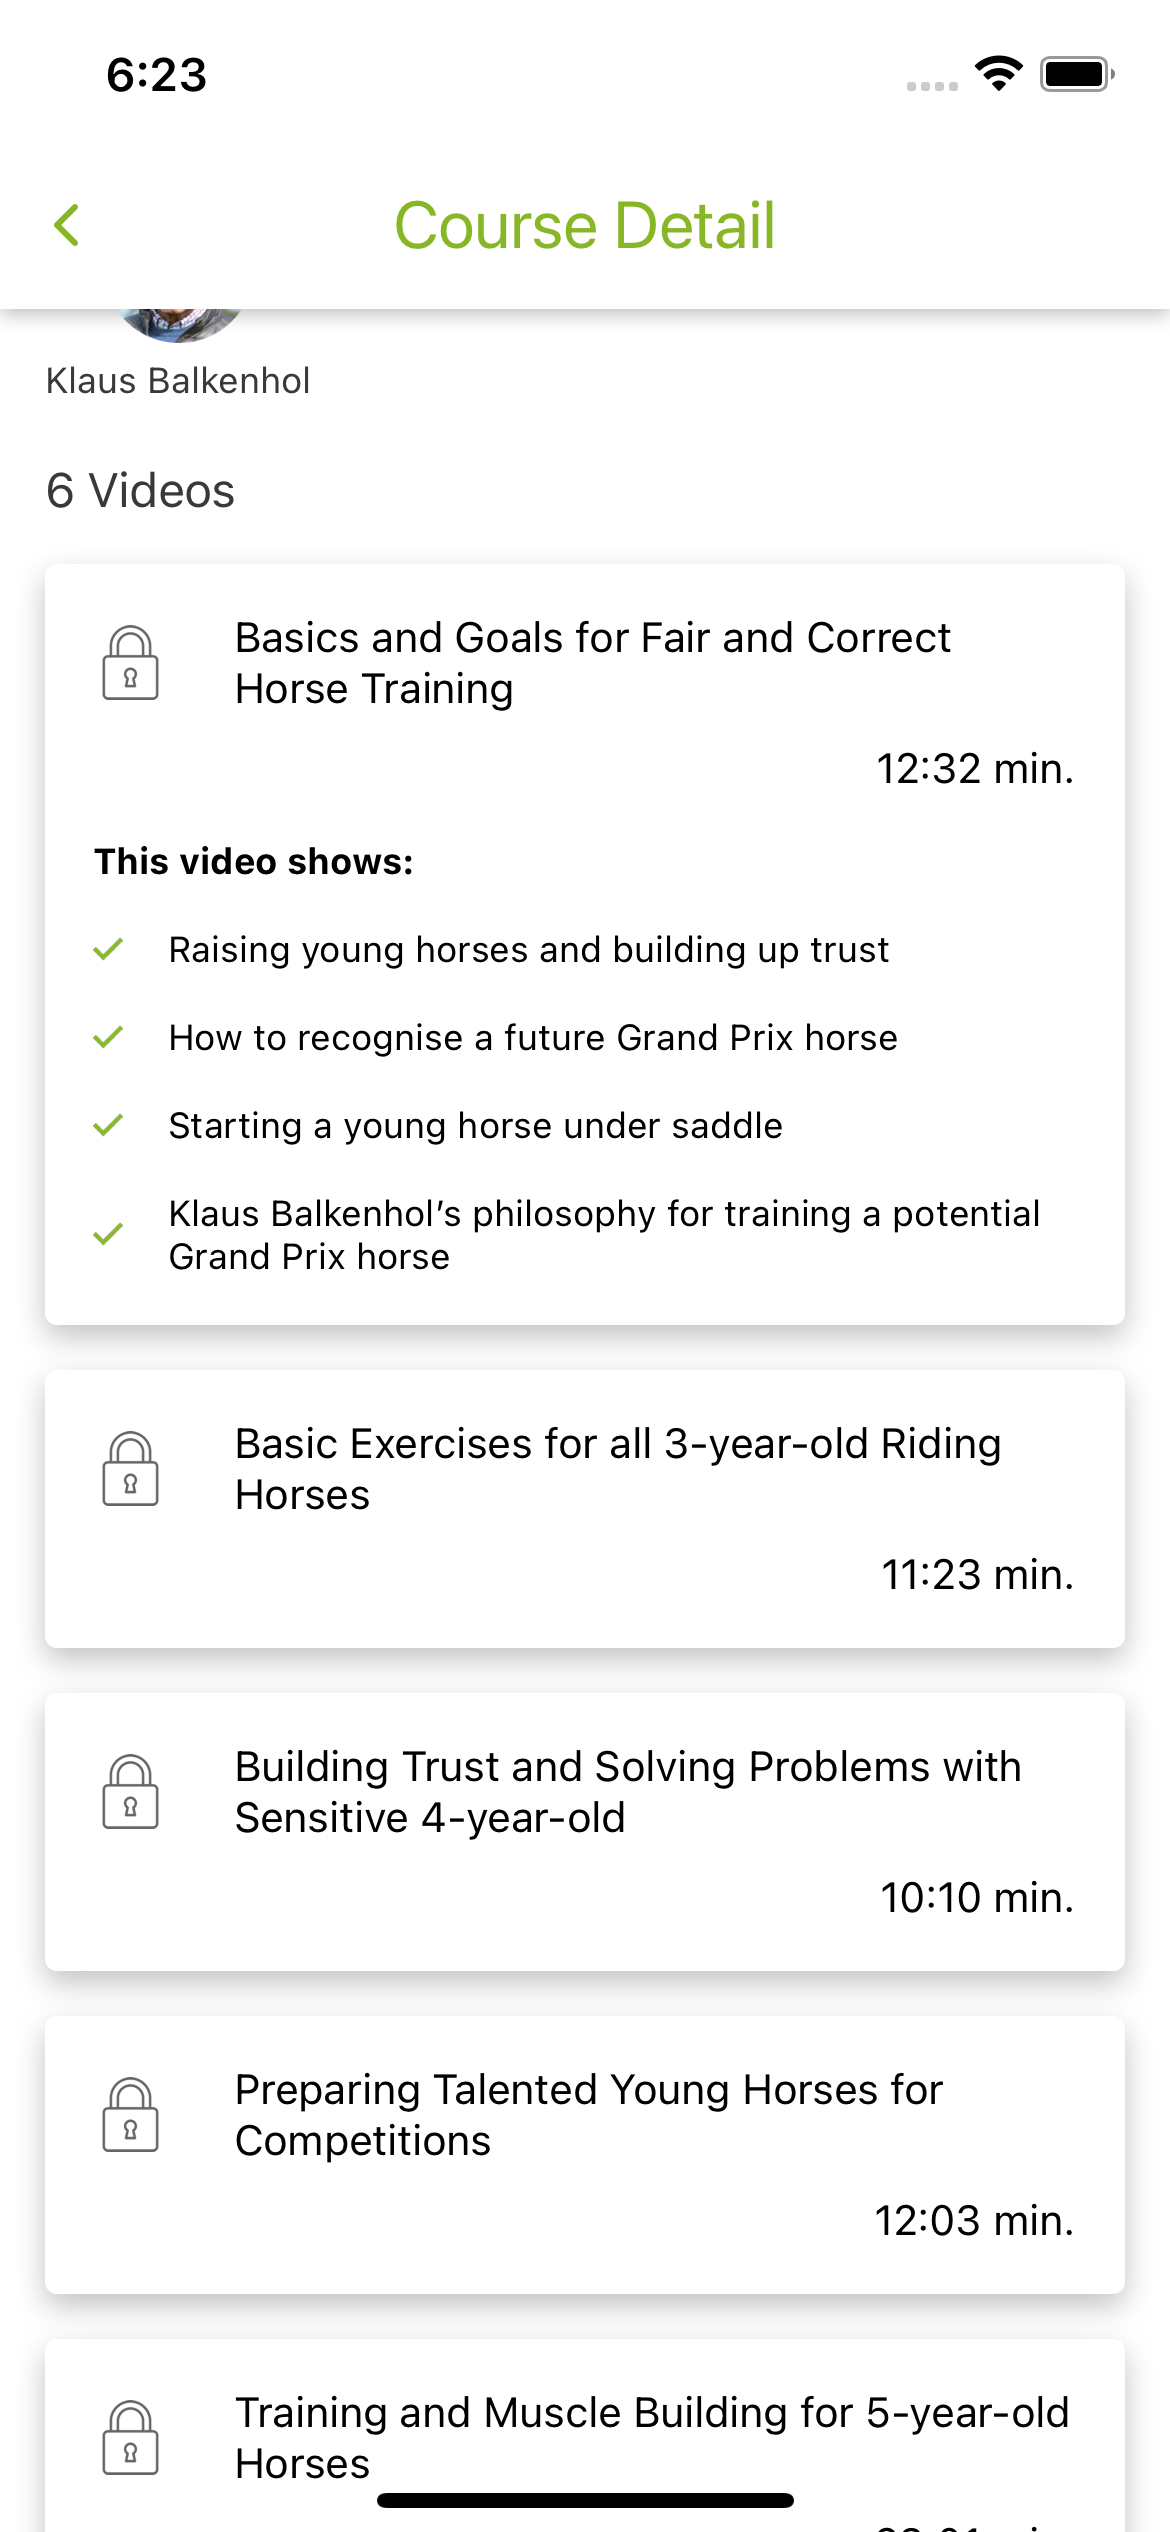 6:23
Course Detail
Klaus Balkenhol
6 Videos
Basics and Goals for Fair and Correct
Horse Training
12:32 min.
This video shows:
Raising young horses and building up trust
How to recognise a future Grand Prix horse
Starting a young horse under saddle
Klaus Balkenhol’s philosophy for training a potential
Grand Prix horse
Basic Exercises for all 3-year-old Riding
Horses
11:23 min.
Building Trust and Solving Problems with
Sensitive 4-year-old
10:10 min.
Preparing Talented Young Horses for
Competitions
12:03 min.
Training and Muscle Building for 5-year-old
Horses